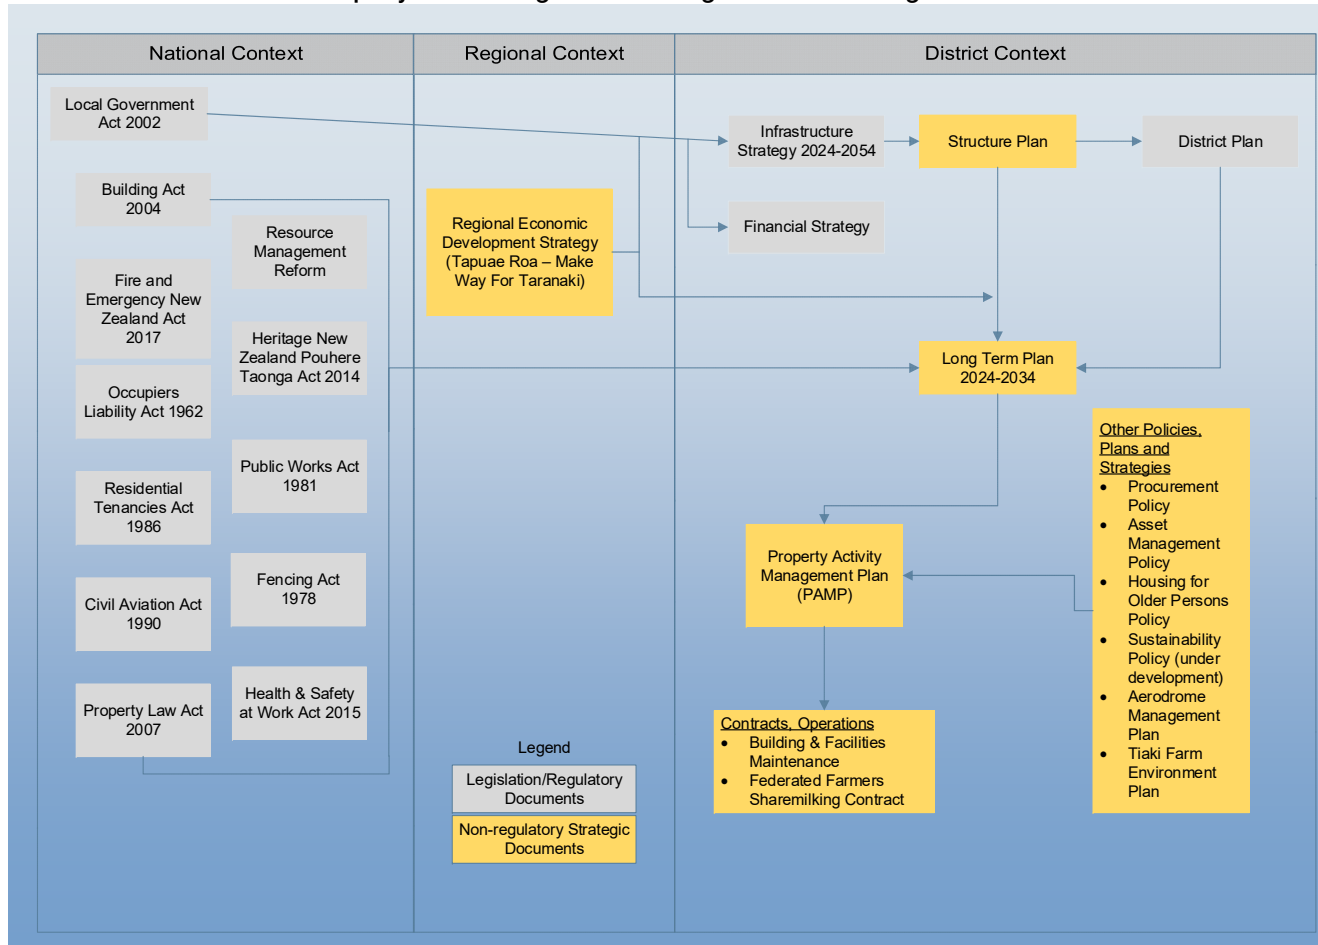 National Context
Regional Context
District Context
Local Government
Act 2002
Building Act
2004
Resource
Management
Reform
Fire and
Emergency New
Zealand Act
2017
Heritage New
Zealand Pouhere
Taonga Act 2014
Occupiers
Liability Act 1962
Public Works Act
1981
Residential
Tenancies Act
1986
Fencing Act
1978
Civil Aviation Act
1990
Health & Safety
at Work Act 2015
Property Law Act
2007
Regional Economic
Development Strategy
(Tapuae Roa – Make
Way For Taranaki)
Legend
Legislation/Regulatory
Documents
Non-regulatory Strategic
Documents
Infrastructure
Strategy 2024-2054
Structure Plan
District Plan
Financial Strategy
Long Term Plan
2024-2034
Property Activity
Management Plan
(PAMP)
Other Policies,
Plans and
Strategies
• Procurement
Policy
• Asset
Management
Policy
• Housing for
Older Persons
Policy
• Sustainability
Policy (under
development)
• Aerodrome
Management
Plan
• Tiaki Farm
Environment
Plan
Contracts, Operations
• Building & Facilities
Maintenance
• Federated Farmers
Sharemilking Contract